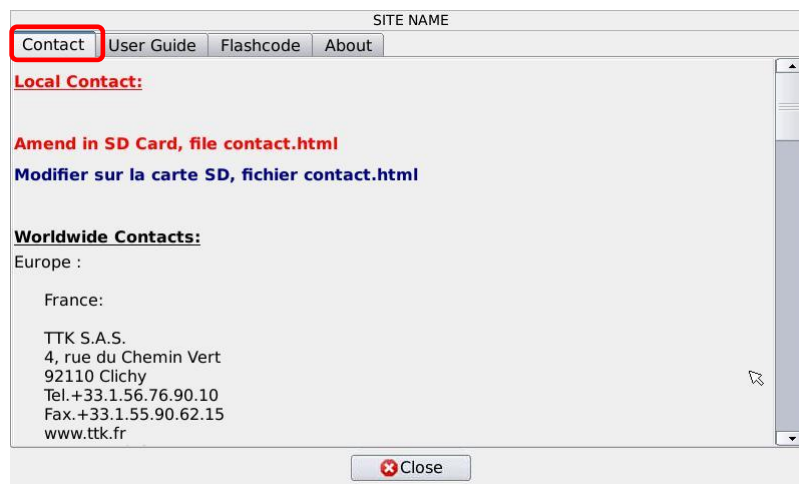 SITE NAME
Contact User Guide Flashcode About
Local Contact:
Amend in SD Card, file contact.html
Modifier sur la carte SD, fichier contact.html
Worldwide Contacts:
Europe :
France:
TTK S.A.S.
4, rue du Chemin Vert
92110 Clichy
Tel.+33.1.56.76.90.10
Fax.+33.1.55.90.62.15
www.ttk.fr
Close